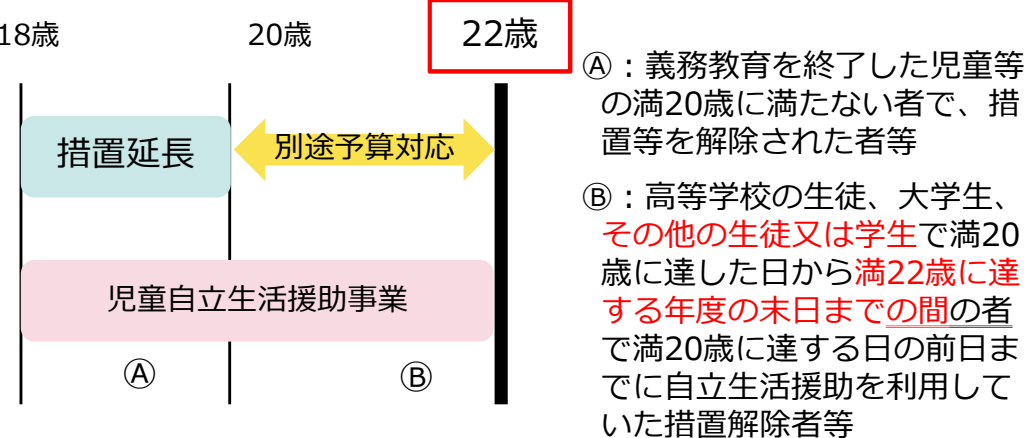 18歳
20歳
22歳
措置延長
別途予算対応
児童自立生活援助事業
Ⓐ
Ⓑ
Ⓐ：義務教育を終了した児童等
の満20歳に満たない者で、措
置等を解除された者等
Ⓑ：高等学校の生徒、大学生、
その他の生徒又は学生で満20
歳に達した日から満22歳に達
する年度の末日までの間の者
で満20歳に達する日の前日ま
でに自立生活援助を利用して
いた措置解除者等